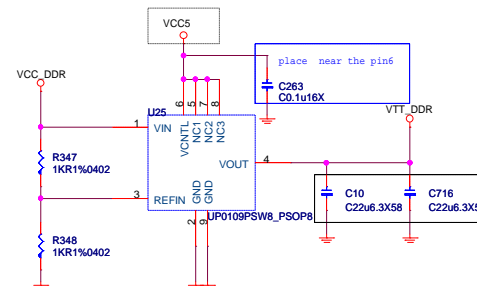 VCC5
place near the pin6
VCC_DDR
C263
C0.1u16X
VTT_DDR
U25
6
5
7
8
1
VIN
VCNTL
NC1
NC2
NC3
VOUT
4
R347
1KR1%0402
3
REFIN
GND
GND
C10
C22u6.3X58
C716
C22u6.3X5
UP0109PSW8_PSOP8
2
9
R348
1KR1%0402